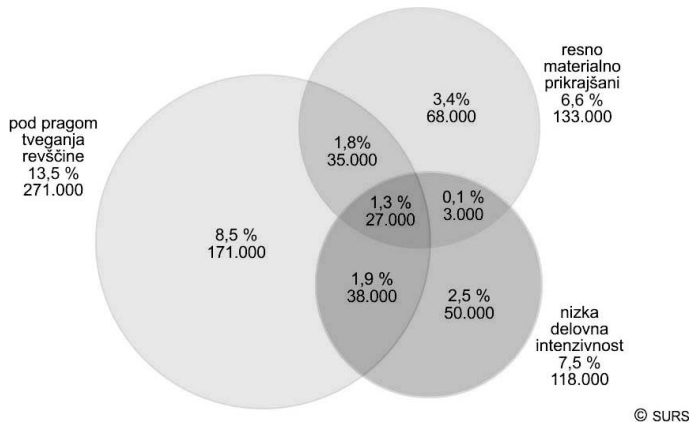 resno
materialno
prikrajšani
6,6 %
133.000
3,4%
68.000
pod pragom
tveganja
revščine
13,5 %
271.000
1,8%
35.000
1,3 %
27.000
0,1 %
3.000
8,5 %
171.000
1,9 %
38.000
2,5 %
50.000
nizka
delovna
intenzivnost
7,5 %
118.000
© SURS